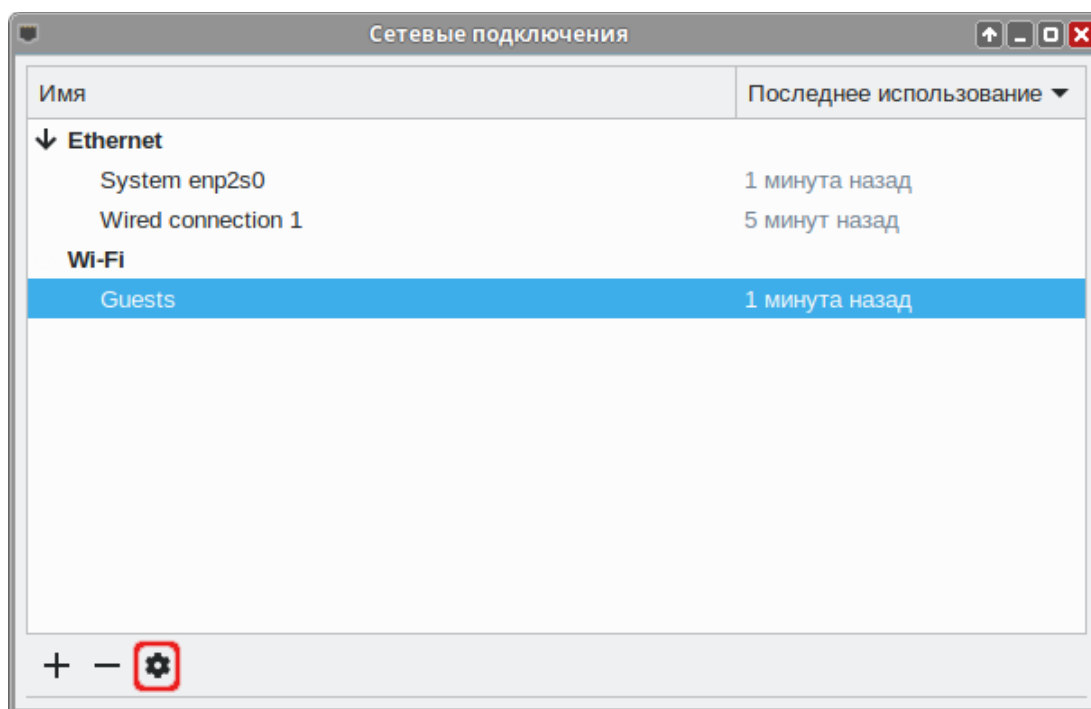 Сетевые подключения
Имя Последнее использование
Ethernet
System enp2s0 1 минута назад
Wired connection 1 5 минут назад
Wi-Fi
Guests 1 минута назад